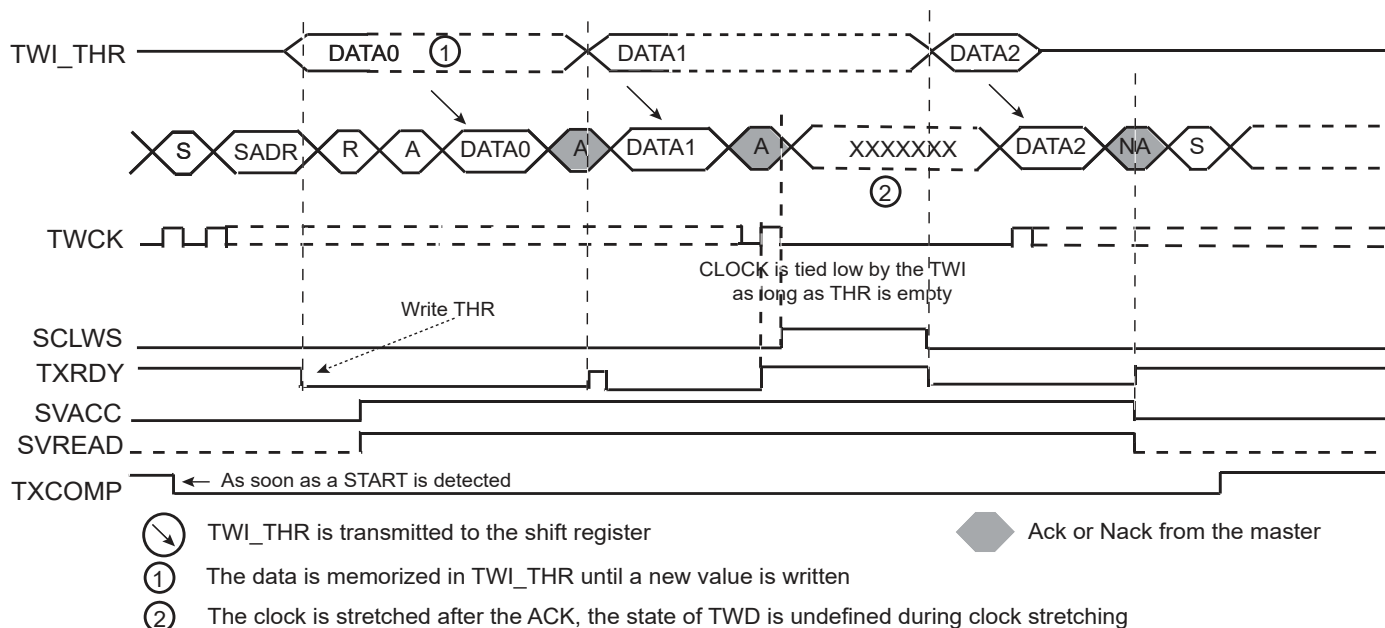 TWI_THR DATA0 1 DATA1 DATA2
S SADR R A DATA0 A DATA1 A XXXXXXX DATA2 NA S
2
TWCK
CLOCK is tied low by the TWI
as long as THR is empty
Write THR
SCLWS
TXRDY
SVACC
SVREAD
TXCOMP As soon as a START is detected
TWI_THR is transmitted to the shift register Ack or Nack from the master
1 The data is memorized in TWI_THR until a new value is written
2 The clock is stretched after the ACK, the state of TWD is undefined during clock stretching